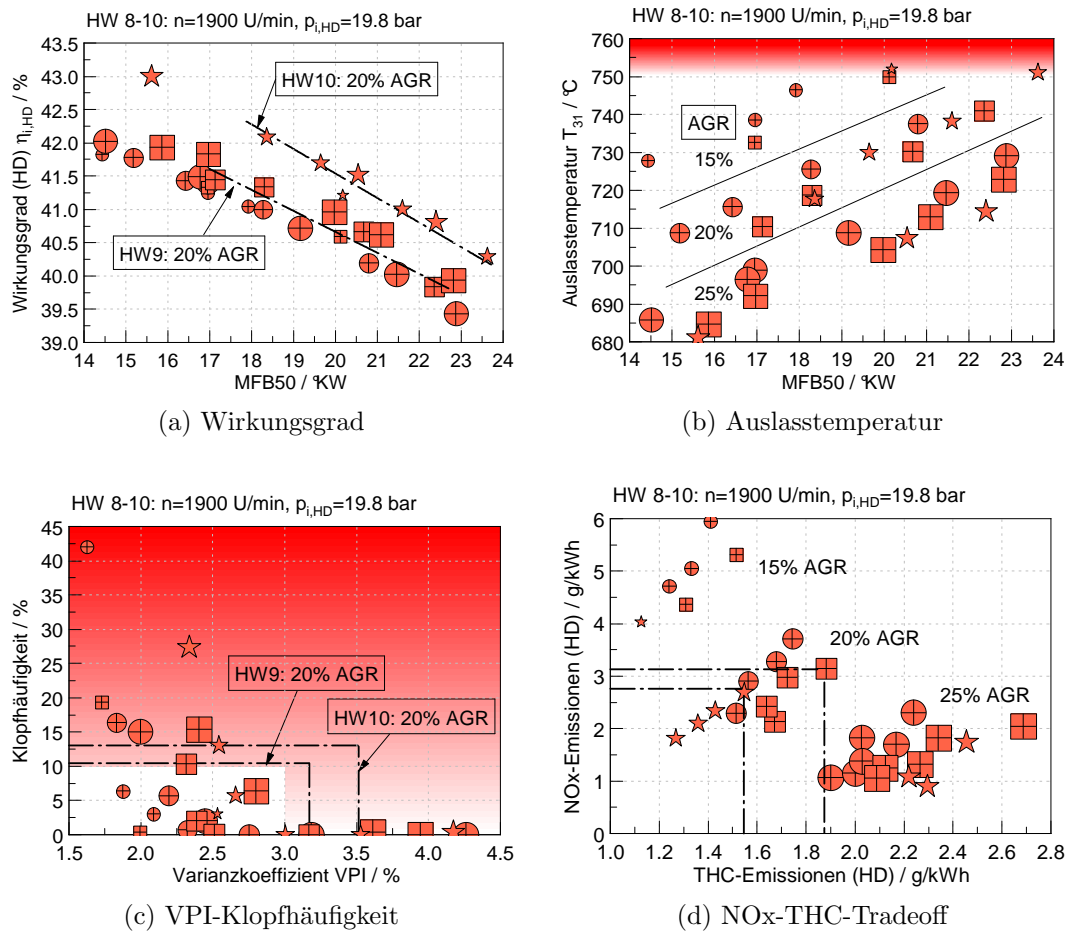 HW 8-10: n=1900 U/min, p_i,HD=19.8 bar
43.5
43.0
42.5
42.0
41.5
41.0
40.5
40.0
39.5
39.0
Wirkungsgrad (HD) η_i,HD / %
HW10: 20% AGR
HW9: 20% AGR
14 15 16 17 18 19 20 21 22 23 24
MFB50 / °KW
(a) Wirkungsgrad
HW 8-10: n=1900 U/min, p_i,HD=19.8 bar
760
750
740
730
720
710
700
690
680
Auslasstemperatur T_31 / °C
AGR
15%
20%
25%
14 15 16 17 18 19 20 21 22 23 24
MFB50 / °KW
(b) Auslasstemperatur
HW 8-10: n=1900 U/min, p_i,HD=19.8 bar
45
40
35
30
25
20
15
10
5
0
Klopfhäufigkeit / %
HW9: 20% AGR
HW10: 20% AGR
1.5 2.0 2.5 3.0 3.5 4.0 4.5
Varianzkoeffizient VPI / %
(c) VPI-Klopfhäufigkeit
HW 8-10: n=1900 U/min, p_i,HD=19.8 bar
6
5
4
3
2
1
0
NOx-Emissionen (HD) / g/kWh
15% AGR
20% AGR
25% AGR
1.0 1.2 1.4 1.6 1.8 2.0 2.2 2.4 2.6 2.8
THC-Emissionen (HD) / g/kWh
(d) NOx-THC-Tradeoff